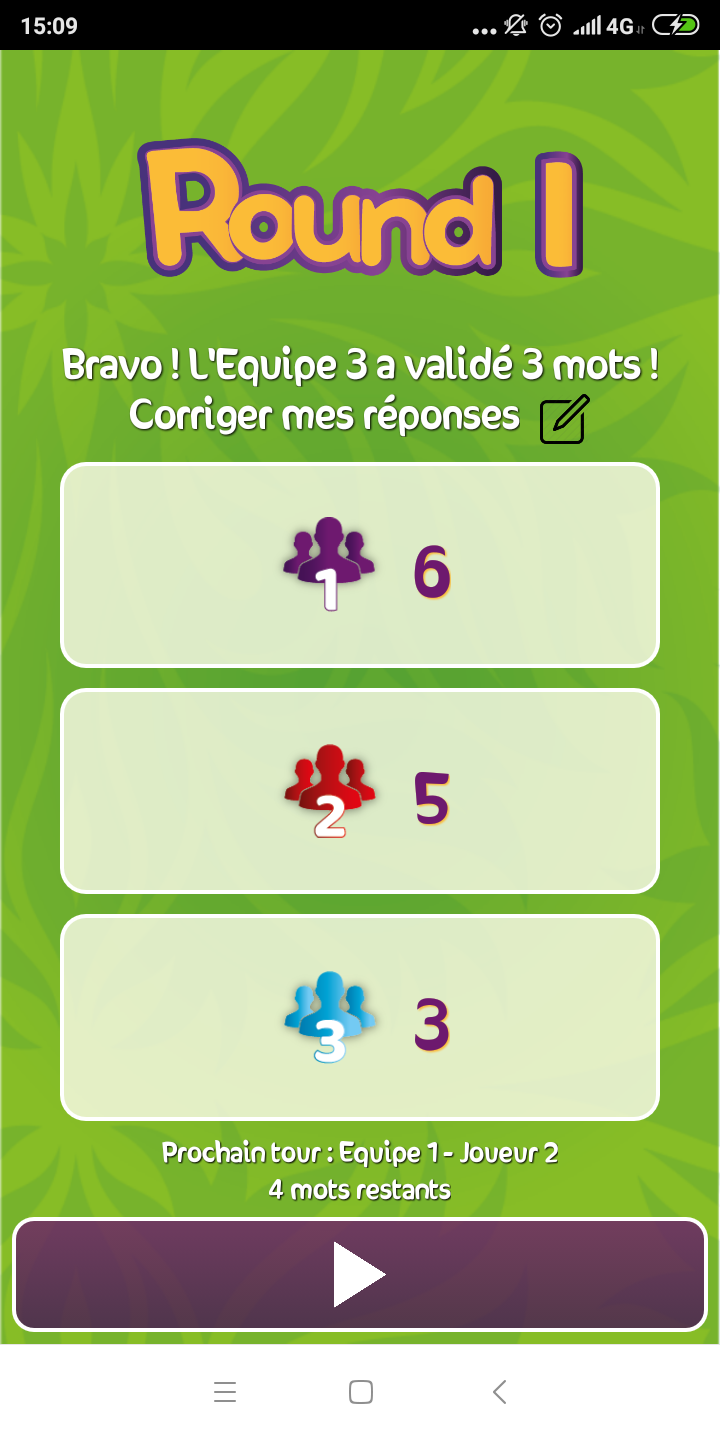 15:09
4G
Round 1
Bravo ! L'Equipe 3 a validé 3 mots !
Corriger mes réponses
1 6
2 5
3 3
Prochain tour : Equipe 1 - Joueur 2
4 mots restants